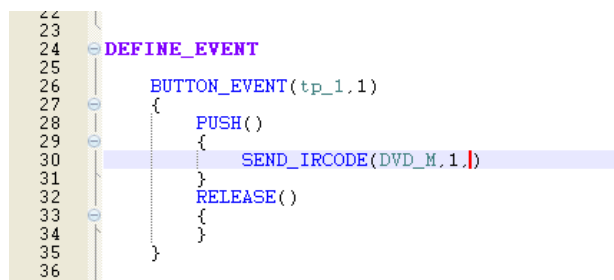 22
23
24 DEFINE_EVENT
25
26 BUTTON_EVENT(tp_1,1)
27 {
28 PUSH()
29 {
30 SEND_IRCODE(DVD_M,1,)
31 }
32 RELEASE()
33 {
34 }
35 }
36